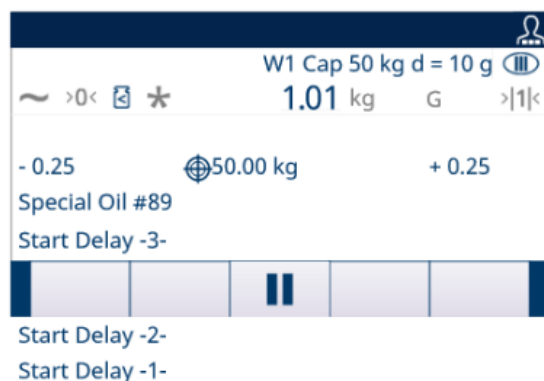 W1 Cap 50 kg d = 10 g
~ >0< * 1.01 kg G >|1|<
- 0.25 50.00 kg + 0.25
Special Oil #89
Start Delay -3-
Start Delay -2-
Start Delay -1-